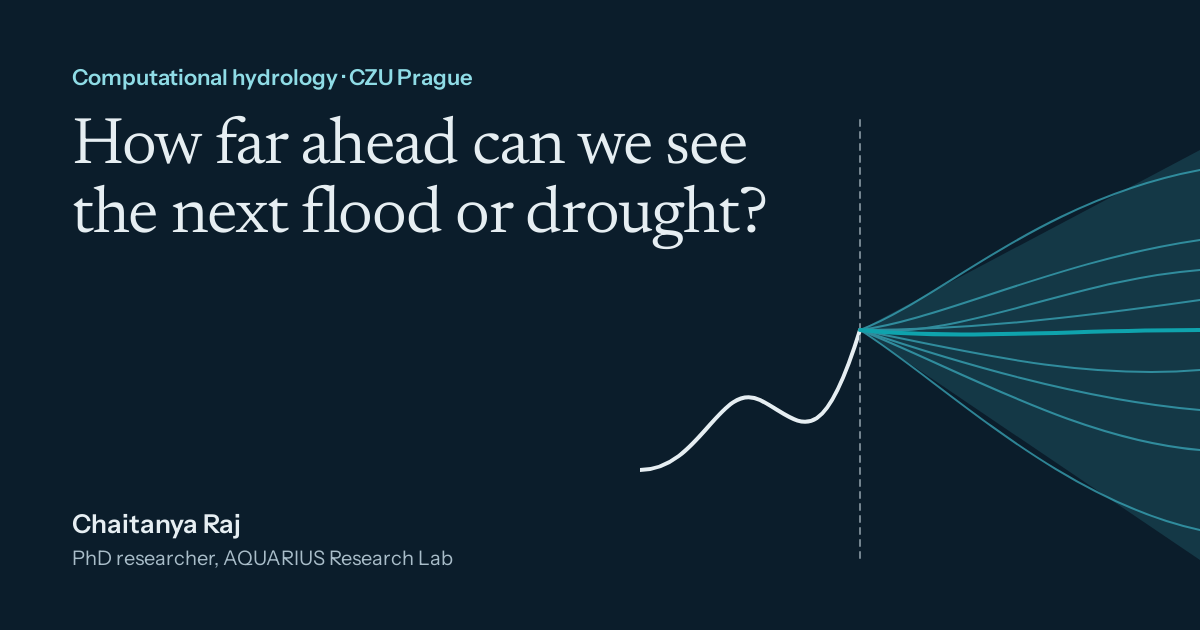 Computational hydrology · CZU Prague
How far ahead can we see
the next flood or drought?
Chaitanya Raj
PhD researcher, AQUARIUS Research Lab